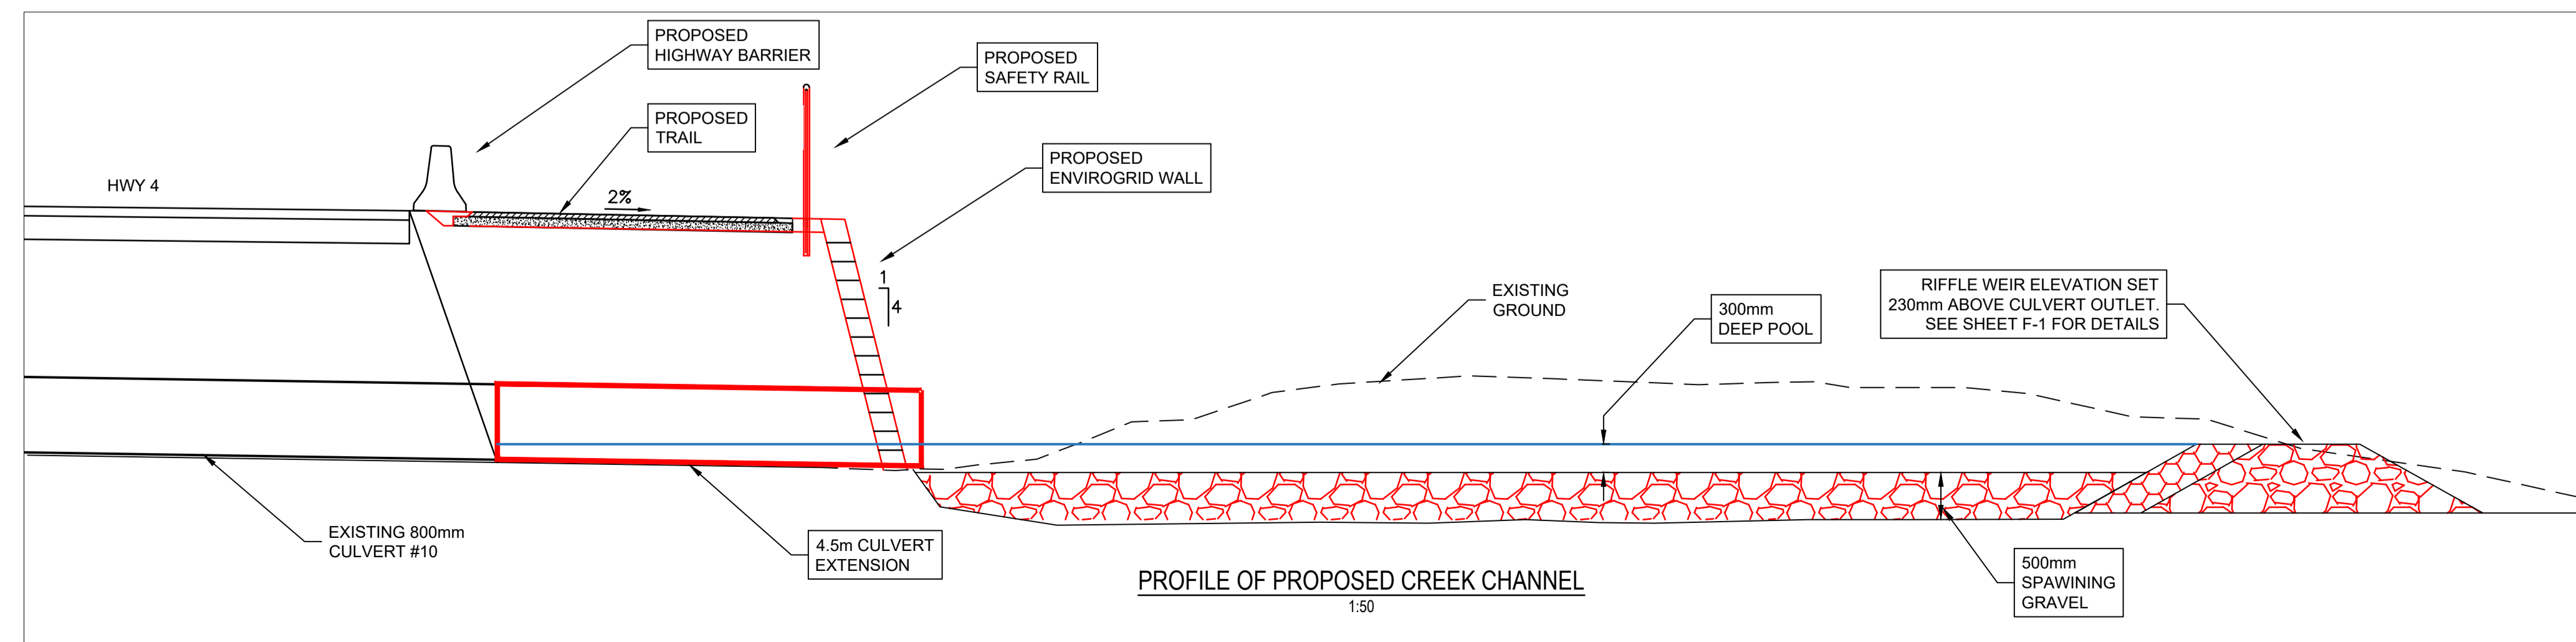 PROPOSED
HIGHWAY BARRIER
PROPOSED
SAFETY RAIL
PROPOSED
TRAIL
PROPOSED
ENVIROGRID WALL
HWY 4
2%
1
4
EXISTING
GROUND
300mm
DEEP POOL
RIFFLE WEIR ELEVATION SET
230mm ABOVE CULVERT OUTLET.
SEE SHEET F-1 FOR DETAILS
EXISTING 800mm
CULVERT #10
4.5m CULVERT
EXTENSION
500mm
SPAWINING
GRAVEL
PROFILE OF PROPOSED CREEK CHANNEL
1:50